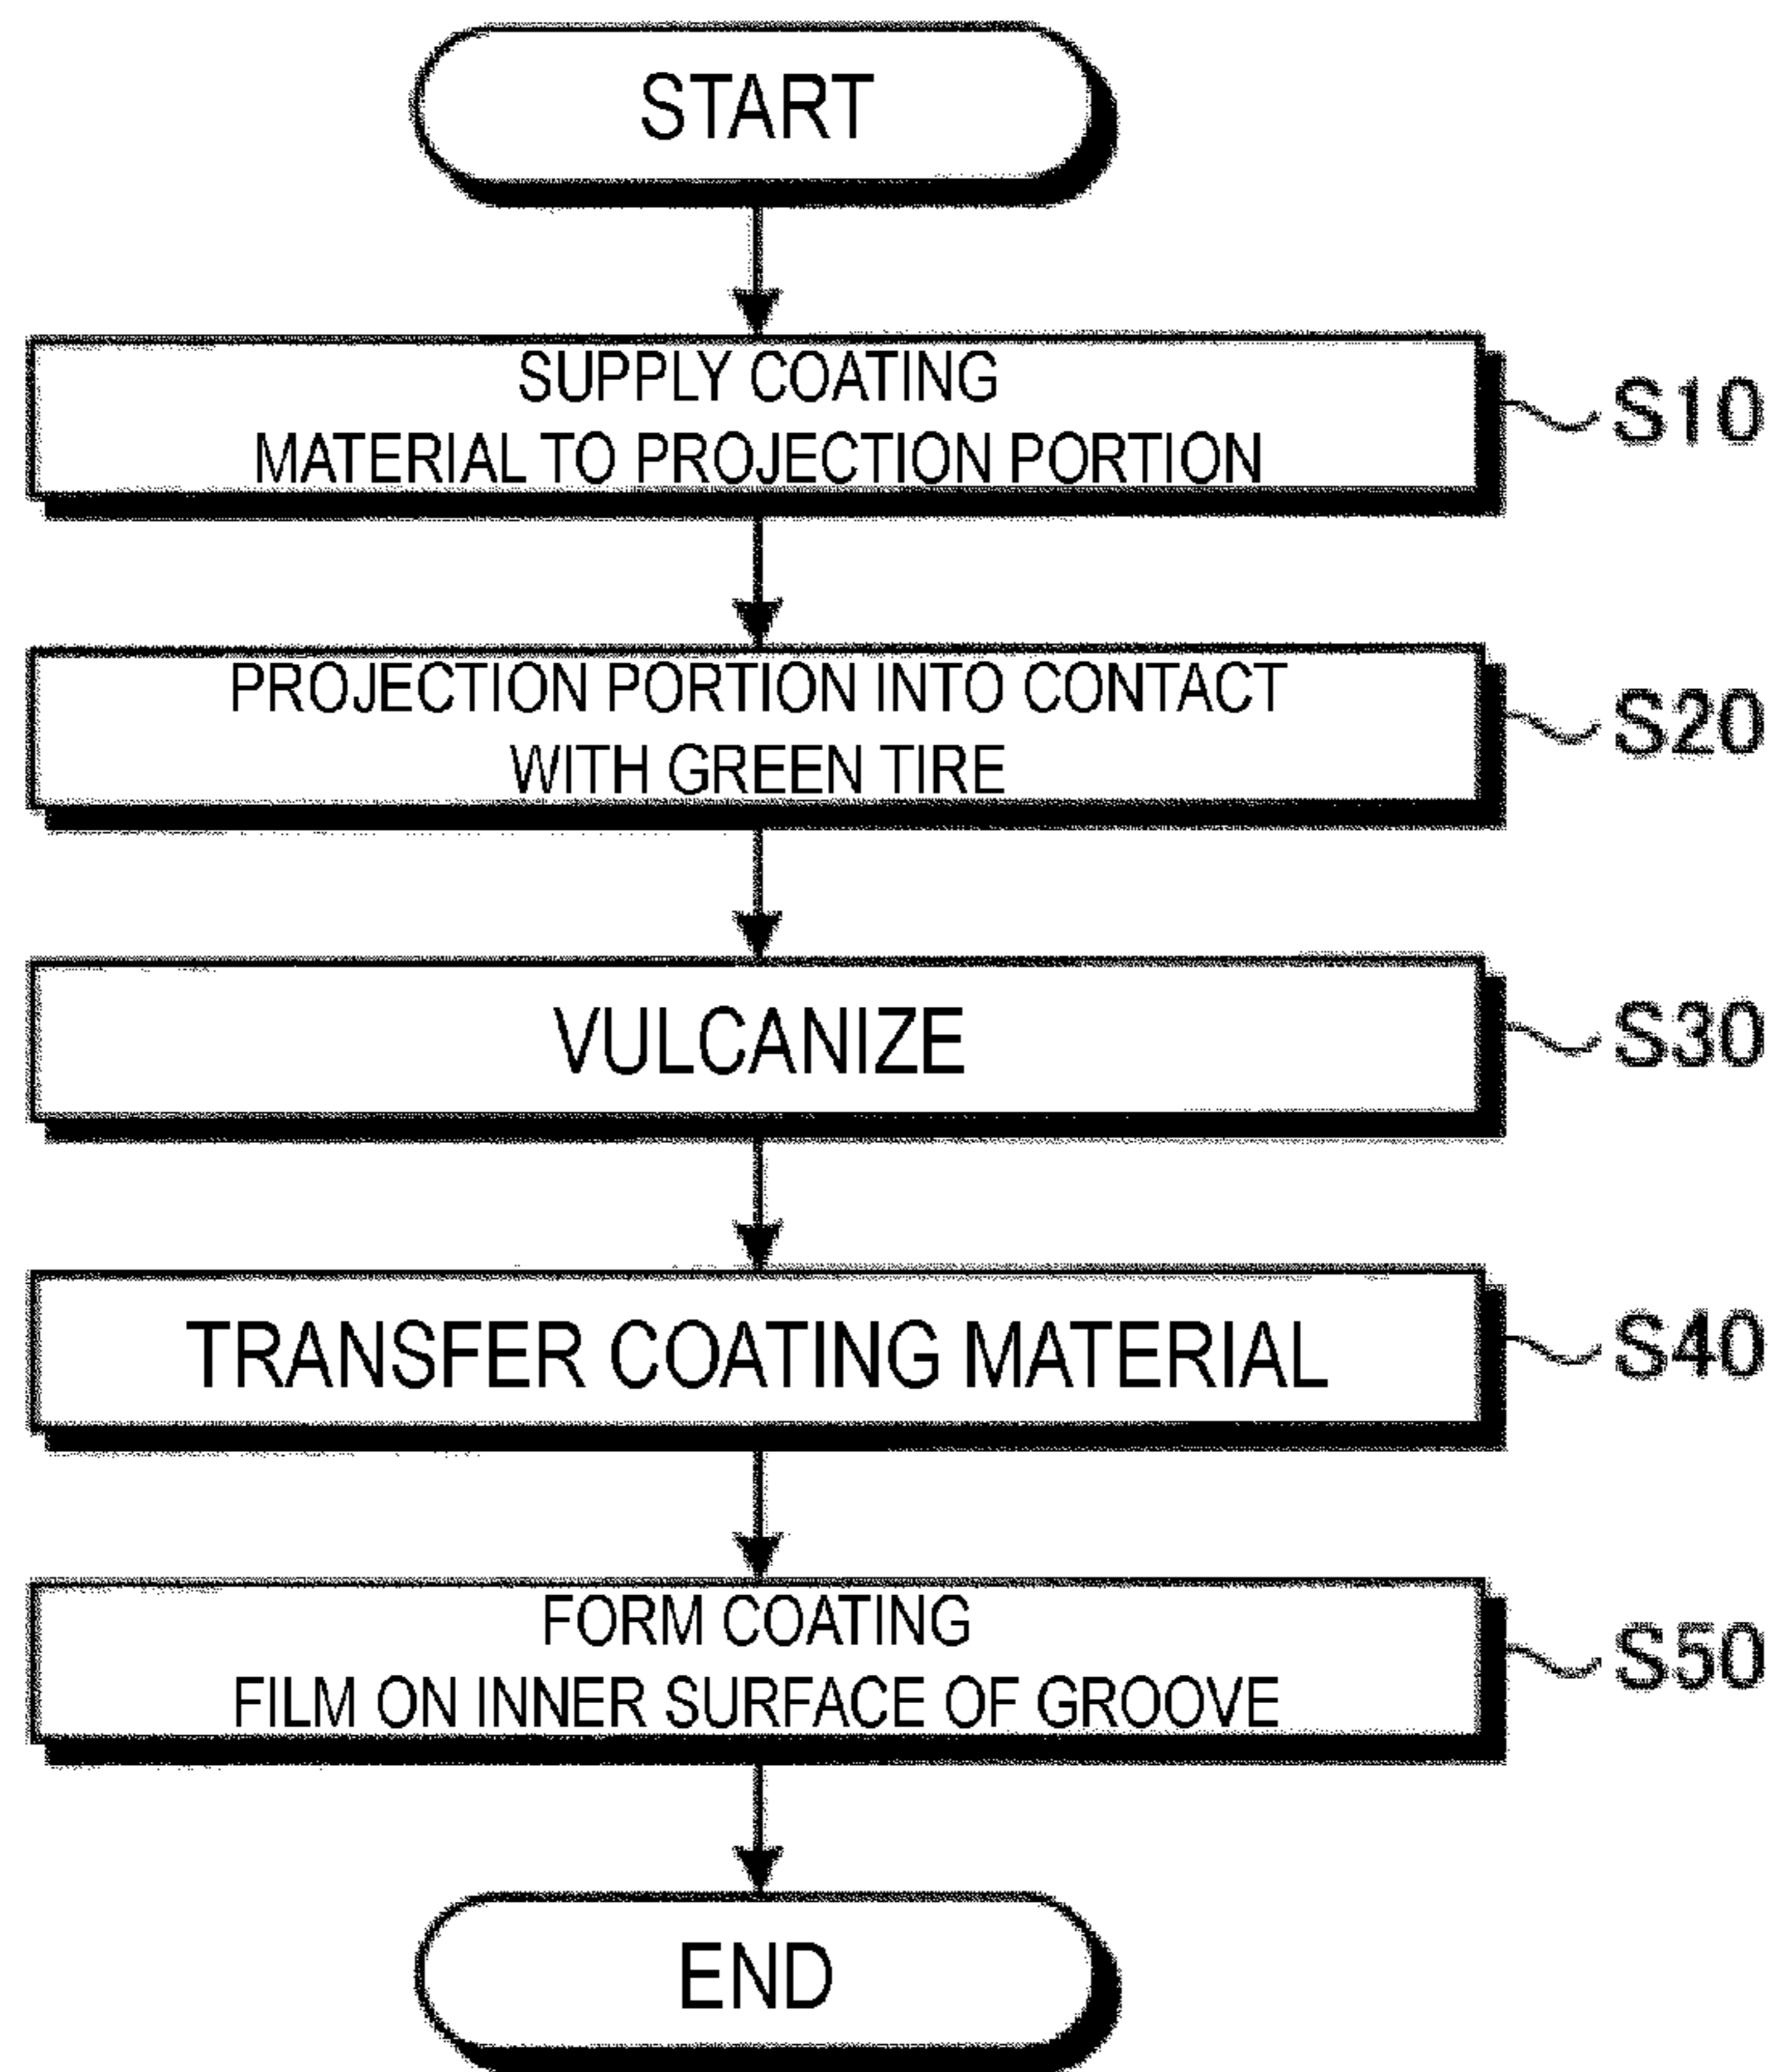 START
SUPPLY COATING
MATERIAL TO PROJECTION PORTION
S10
PROJECTION PORTION INTO CONTACT
WITH GREEN TIRE
S20
VULCANIZE
S30
TRANSFER COATING MATERIAL
S40
FORM COATING
FILM ON INNER SURFACE OF GROOVE
S50
END